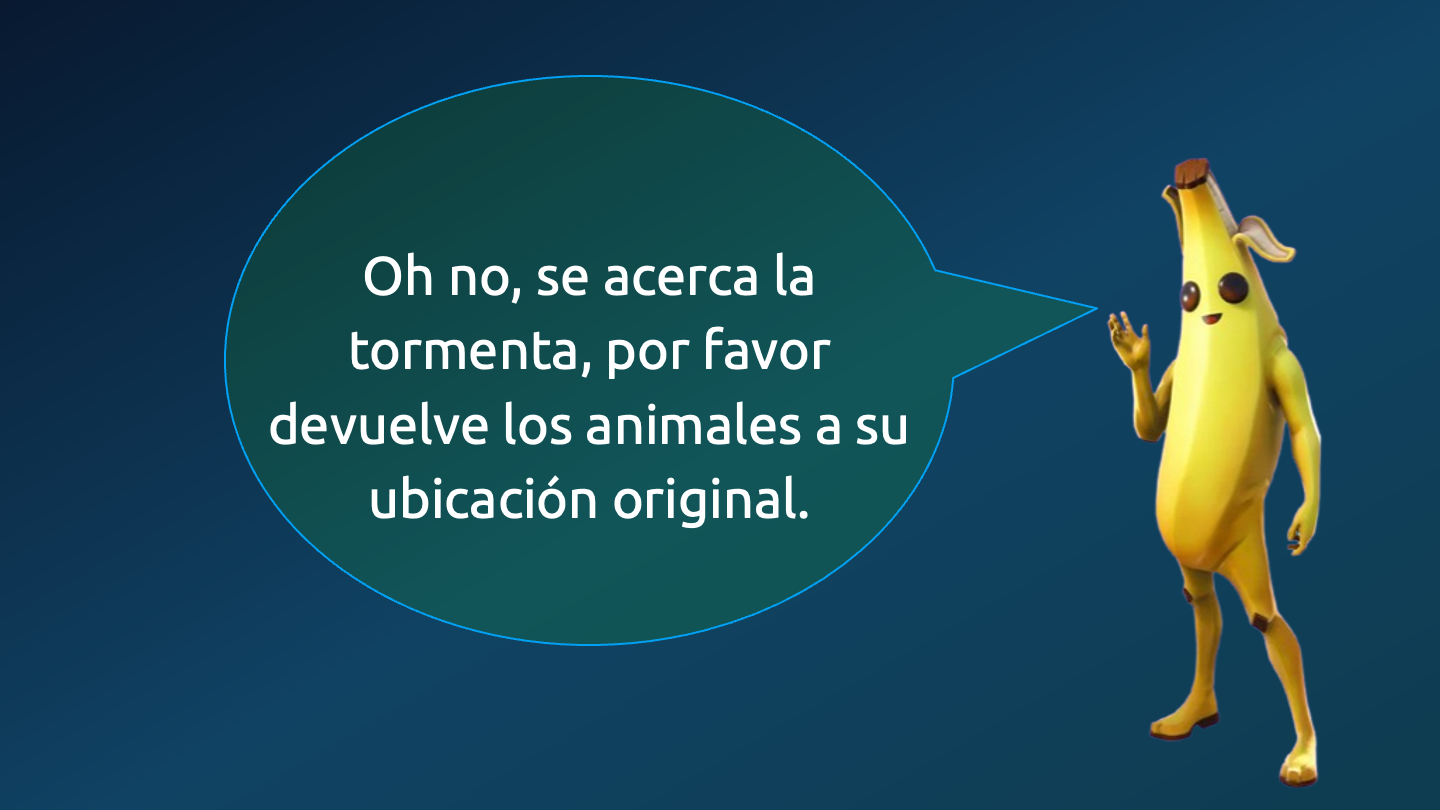 Oh no, se acerca la
tormenta, por favor
devuelve los animales a su
ubicación original.